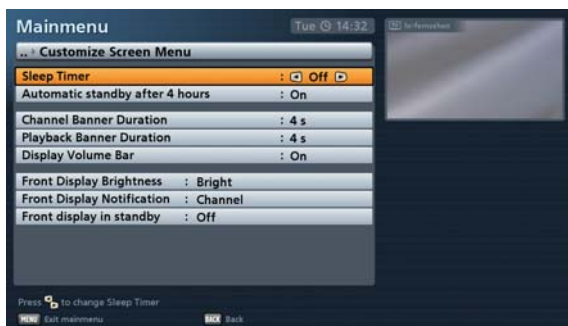 Mainmenu
Tue 14:32
.. › Customize Screen Menu
Sleep Timer : Off
Automatic standby after 4 hours : On
Channel Banner Duration : 4 s
Playback Banner Duration : 4 s
Display Volume Bar : On
Front Display Brightness : Bright
Front Display Notification : Channel
Front display in standby : Off
Press to change Sleep Timer
MENU Exit mainmenu
BACK Back